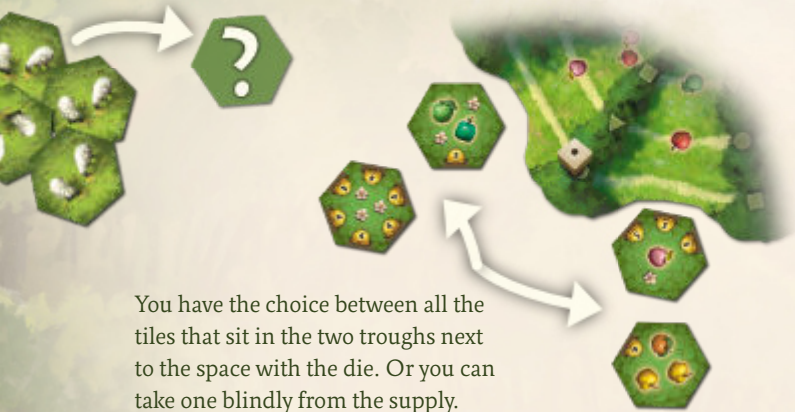 ?
You have the choice between all the
tiles that sit in the two troughs next
to the space with the die. Or you can
take one blindly from the supply.